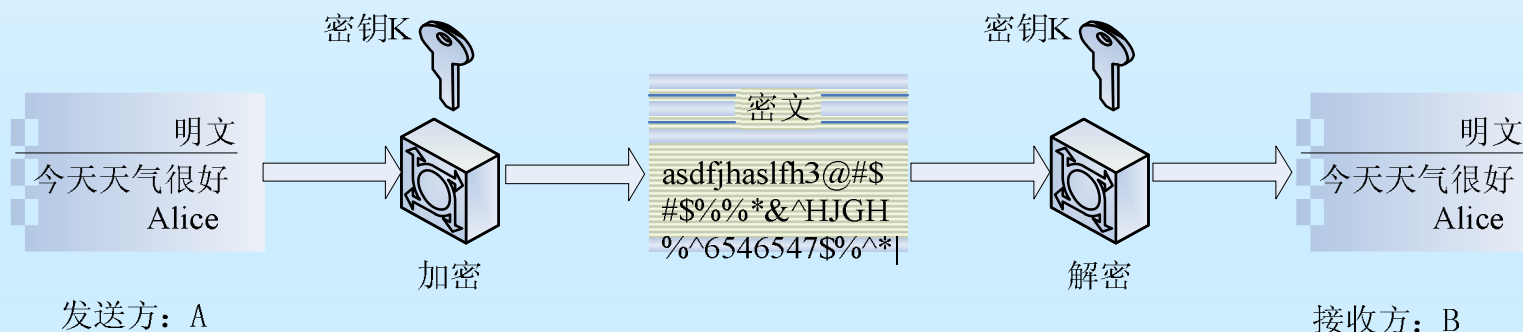 密钥K
密钥K
明文
今天天气很好
Alice
密文
asdfjhaslfh3@#$
#$%%*&^HJGH
%^6546547$%^*|
明文
今天天气很好
Alice
加密
解密
发送方：A
接收方：B